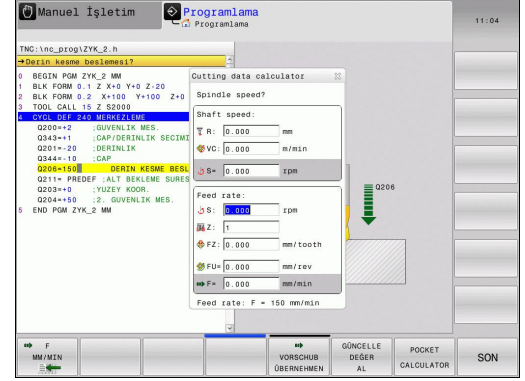 Manuel İşletim
Programlama
Programlama
11:04
TNC:\nc_prog\ZYK_2.h
→Derin kesme beslemesi?
0 BEGIN PGM ZYK_2 MM
1 BLK FORM 0.1 Z X+0 Y+0 Z-20
2 BLK FORM 0.2 X+100 Y+100 Z+0
3 TOOL CALL 15 Z S2000
4 CYCL DEF 240 MERKEZLEME
Q200=+2 ;GUVENLIK MES.
Q343=+1 ;CAP/DERINLIK SECIMI
Q201=-20 ;DERINLIK
Q344=-10 ;CAP
Q206=150 DERIN KESME BESL
Q211= PREDEF ;ALT BEKLEME SURES
Q203=+0 ;YUZEY KOOR.
Q204=+50 ;2. GUVENLIK MES.
5 END PGM ZYK_2 MM
Cutting data calculator
Spindle speed?
Shaft speed:
R: 0.000 mm
VC: 0.000 m/min
S= 0.000 rpm
Feed rate:
S: 0.000 rpm
Z: 1
FZ: 0.000 mm/tooth
FU= 0.000 mm/rev
F= 0.000 mm/min
Feed rate: F = 150 mm/min
Q206
F
MM/MIN
VORSCHUB
ÜBERNEHMEN
GÜNCELLE
DEĞER
AL
POCKET
CALCULATOR
SON